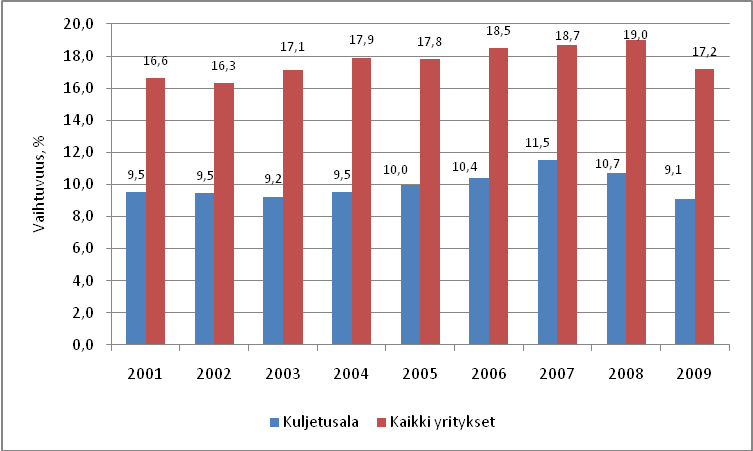 20,0
18,0
16,0
14,0
12,0
10,0
8,0
6,0
4,0
2,0
0,0
Vaihtuvuus, %
16,6 16,3 17,1 17,9 17,8 18,5 18,7 19,0 17,2
9,5 9,5 9,2 9,5 10,0 10,4 11,5 10,7 9,1
2001 2002 2003 2004 2005 2006 2007 2008 2009
Kuljetusala Kaikki yritykset